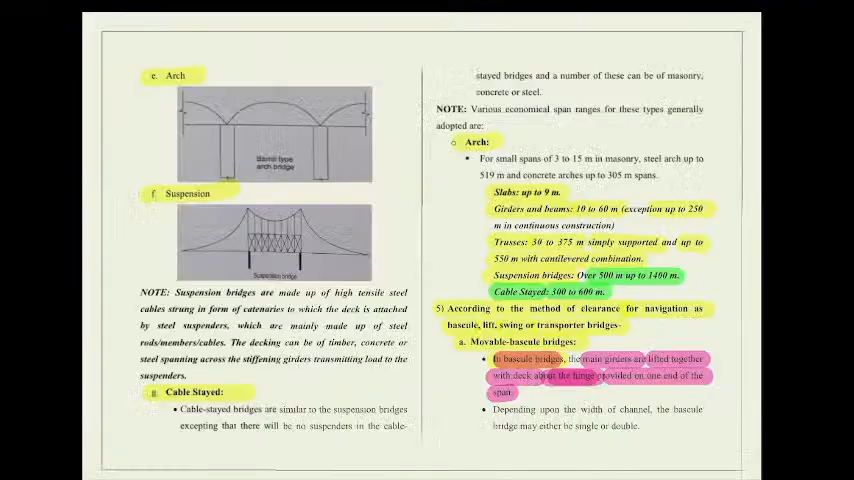 e. Arch
Barrel type
arch bridge
f. Suspension
Suspension bridge
NOTE: Suspension bridges are made up of high tensile steel
cables strung in form of catenaries to which the deck is attached
by steel suspenders, which are mainly made up of steel
rods/members/cables. The decking can be of timber, concrete or
steel spanning across the stiffening girders transmitting load to the
suspenders.
g. Cable Stayed:
• Cable-stayed bridges are similar to the suspension bridges
excepting that there will be no suspenders in the cable-
stayed bridges and a number of these can be of masonry,
concrete or steel.
NOTE: Various economical span ranges for these types generally
adopted are:
o Arch:
▪ For small spans of 3 to 15 m in masonry, steel arch up to
519 m and concrete arches up to 305 m spans.
Slabs: up to 9 m.
Girders and beams: 10 to 60 m (exception up to 250
m in continuous construction)
Trusses: 30 to 375 m simply supported and up to
550 m with cantilevered combination.
Suspension bridges: Over 500 m up to 1400 m.
Cable Stayed: 300 to 600 m.
5) According to the method of clearance for navigation as
bascule, lift, swing or transporter bridges-
a. Movable-bascule bridges:
• In bascule bridges, the main girders are lifted together
with deck about the hinge provided on one end of the
span.
• Depending upon the width of channel, the bascule
bridge may either be single or double.